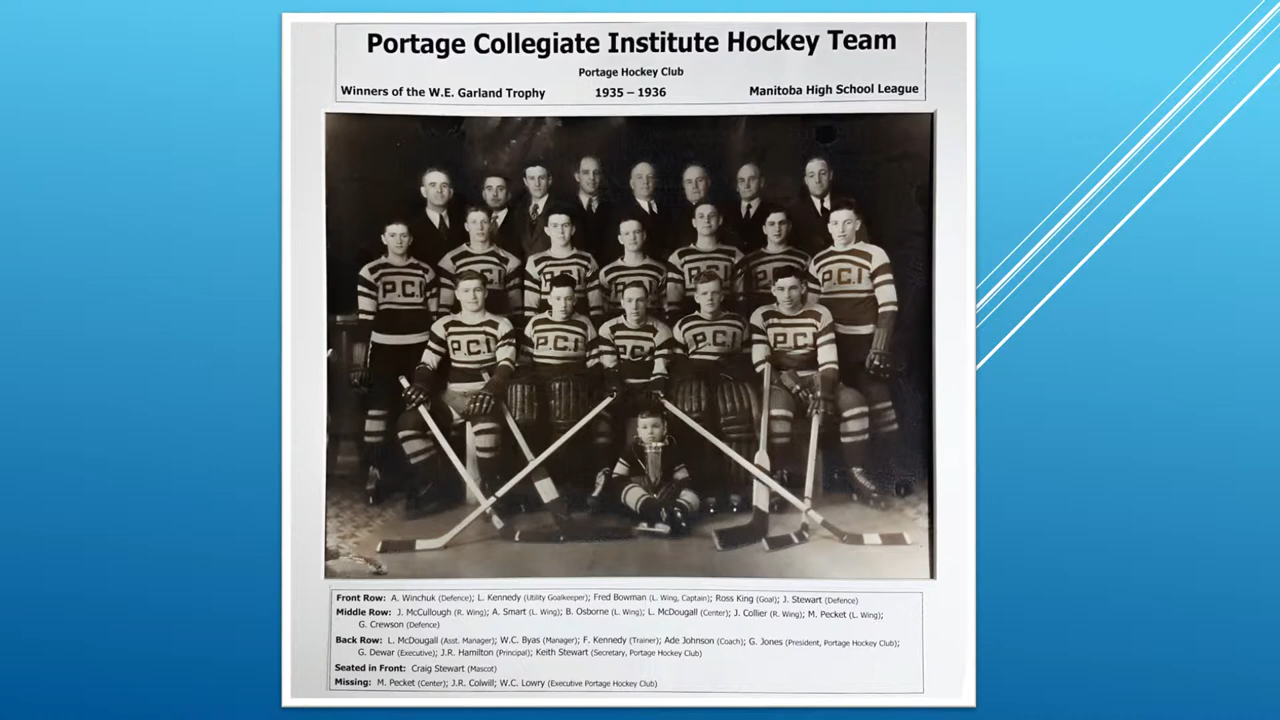 Portage Collegiate Institute Hockey Team
Portage Hockey Club
Winners of the W.E. Garland Trophy 1935 – 1936 Manitoba High School League
P.C.I P.C.I P.C.I P.C.I P.C.I P.C.I P.C.I
P.C.I P.C.I P.C.I P.C.I P.C.I
Front Row: A. Winchuk (Defence); L. Kennedy (Utility Goalkeeper); Fred Bowman (L. Wing, Captain); Ross King (Goal); J. Stewart (Defence)
Middle Row: J. McCullough (R. Wing); A. Smart (L. Wing); B. Osborne (L. Wing); L. McDougall (Center); J. Collier (R. Wing); M. Pecket (L. Wing);
G. Crewson (Defence)
Back Row: L. McDougall (Asst. Manager); W.C. Byas (Manager); F. Kennedy (Trainer); Ade Johnson (Coach); G. Jones (President, Portage Hockey Club);
G. Dewar (Executive); J.R. Hamilton (Principal); Keith Stewart (Secretary, Portage Hockey Club)
Seated in Front: Craig Stewart (Mascot)
Missing: M. Pecket (Center); J.R. Colwill; W.C. Lowry (Executive Portage Hockey Club)